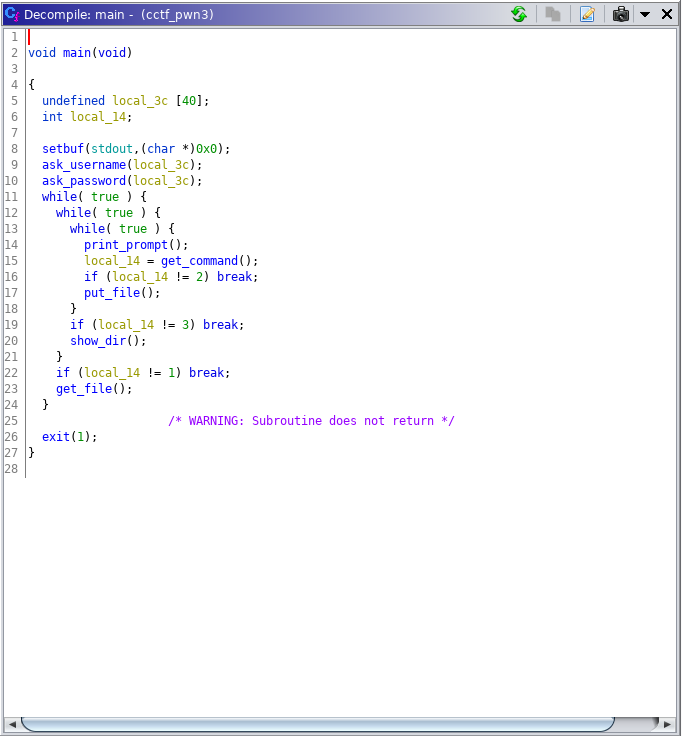 Decompile: main - (cctf_pwn3)
1
2 void main(void)
3
4 {
5 undefined local_3c [40];
6 int local_14;
7
8 setbuf(stdout,(char *)0x0);
9 ask_username(local_3c);
10 ask_password(local_3c);
11 while( true ) {
12 while( true ) {
13 while( true ) {
14 print_prompt();
15 local_14 = get_command();
16 if (local_14 != 2) break;
17 put_file();
18 }
19 if (local_14 != 3) break;
20 show_dir();
21 }
22 if (local_14 != 1) break;
23 get_file();
24 }
25 /* WARNING: Subroutine does not return */
26 exit(1);
27 }
28